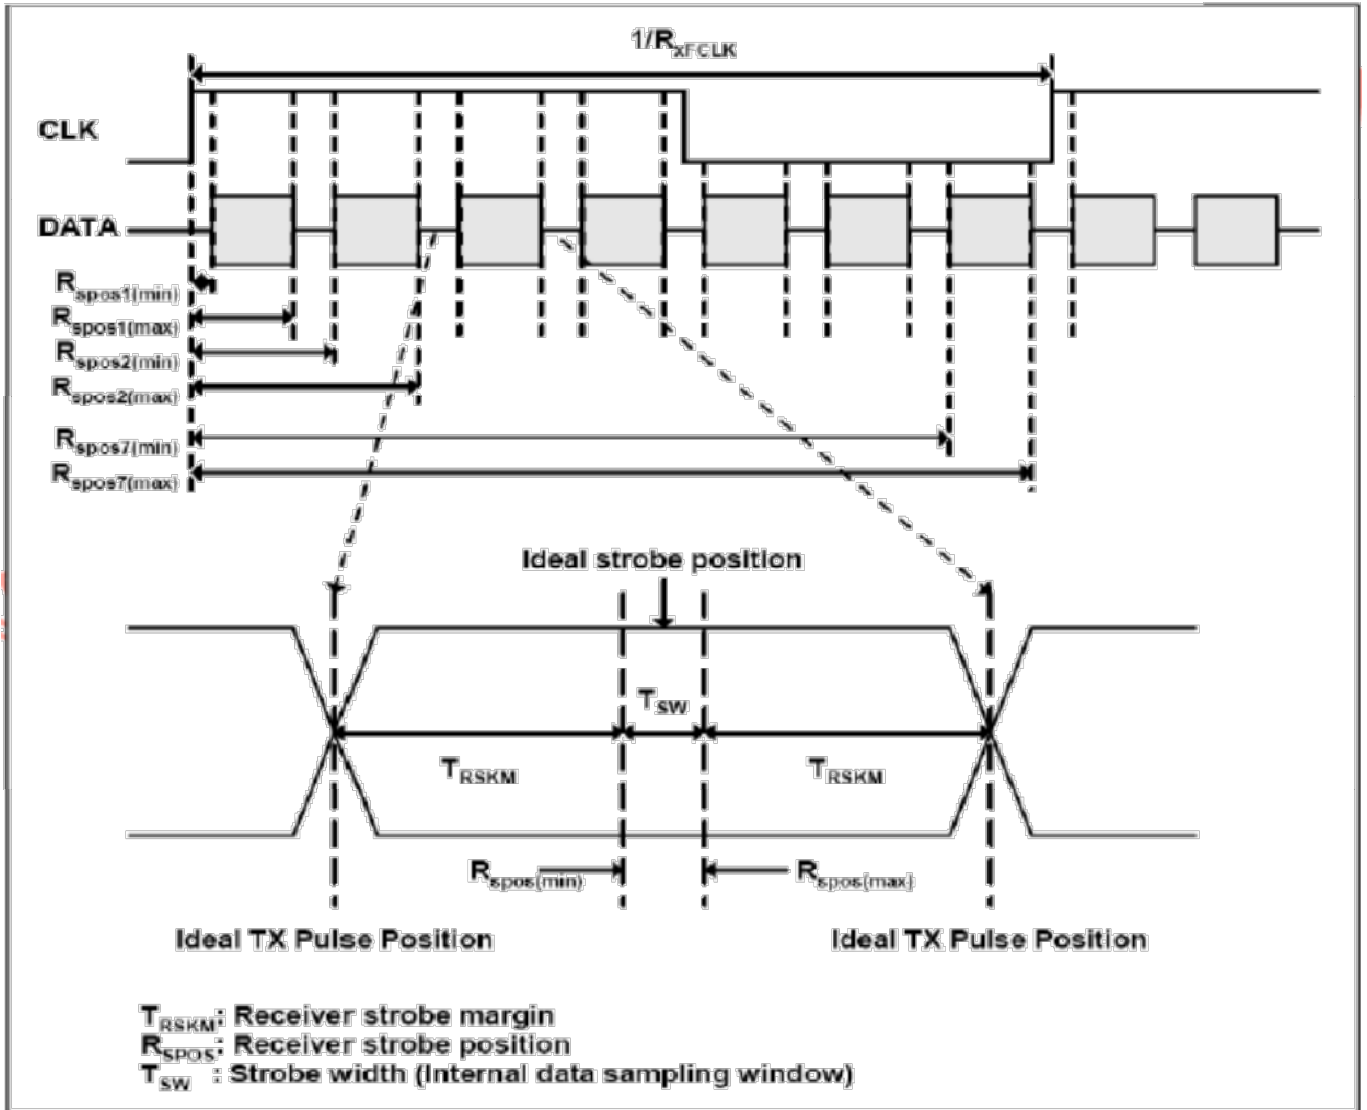 1/RxFCLK
CLK
DATA
Rspos1(min)
Rspos1(max)
Rspos2(min)
Rspos2(max)
Rspos7(min)
Rspos7(max)
Ideal strobe position
TSW
TRSKM TRSKM
Rspos(min) Rspos(max)
Ideal TX Pulse Position Ideal TX Pulse Position
TRSKM: Receiver strobe margin
RSPOS: Receiver strobe position
TSW : Strobe width (Internal data sampling window)